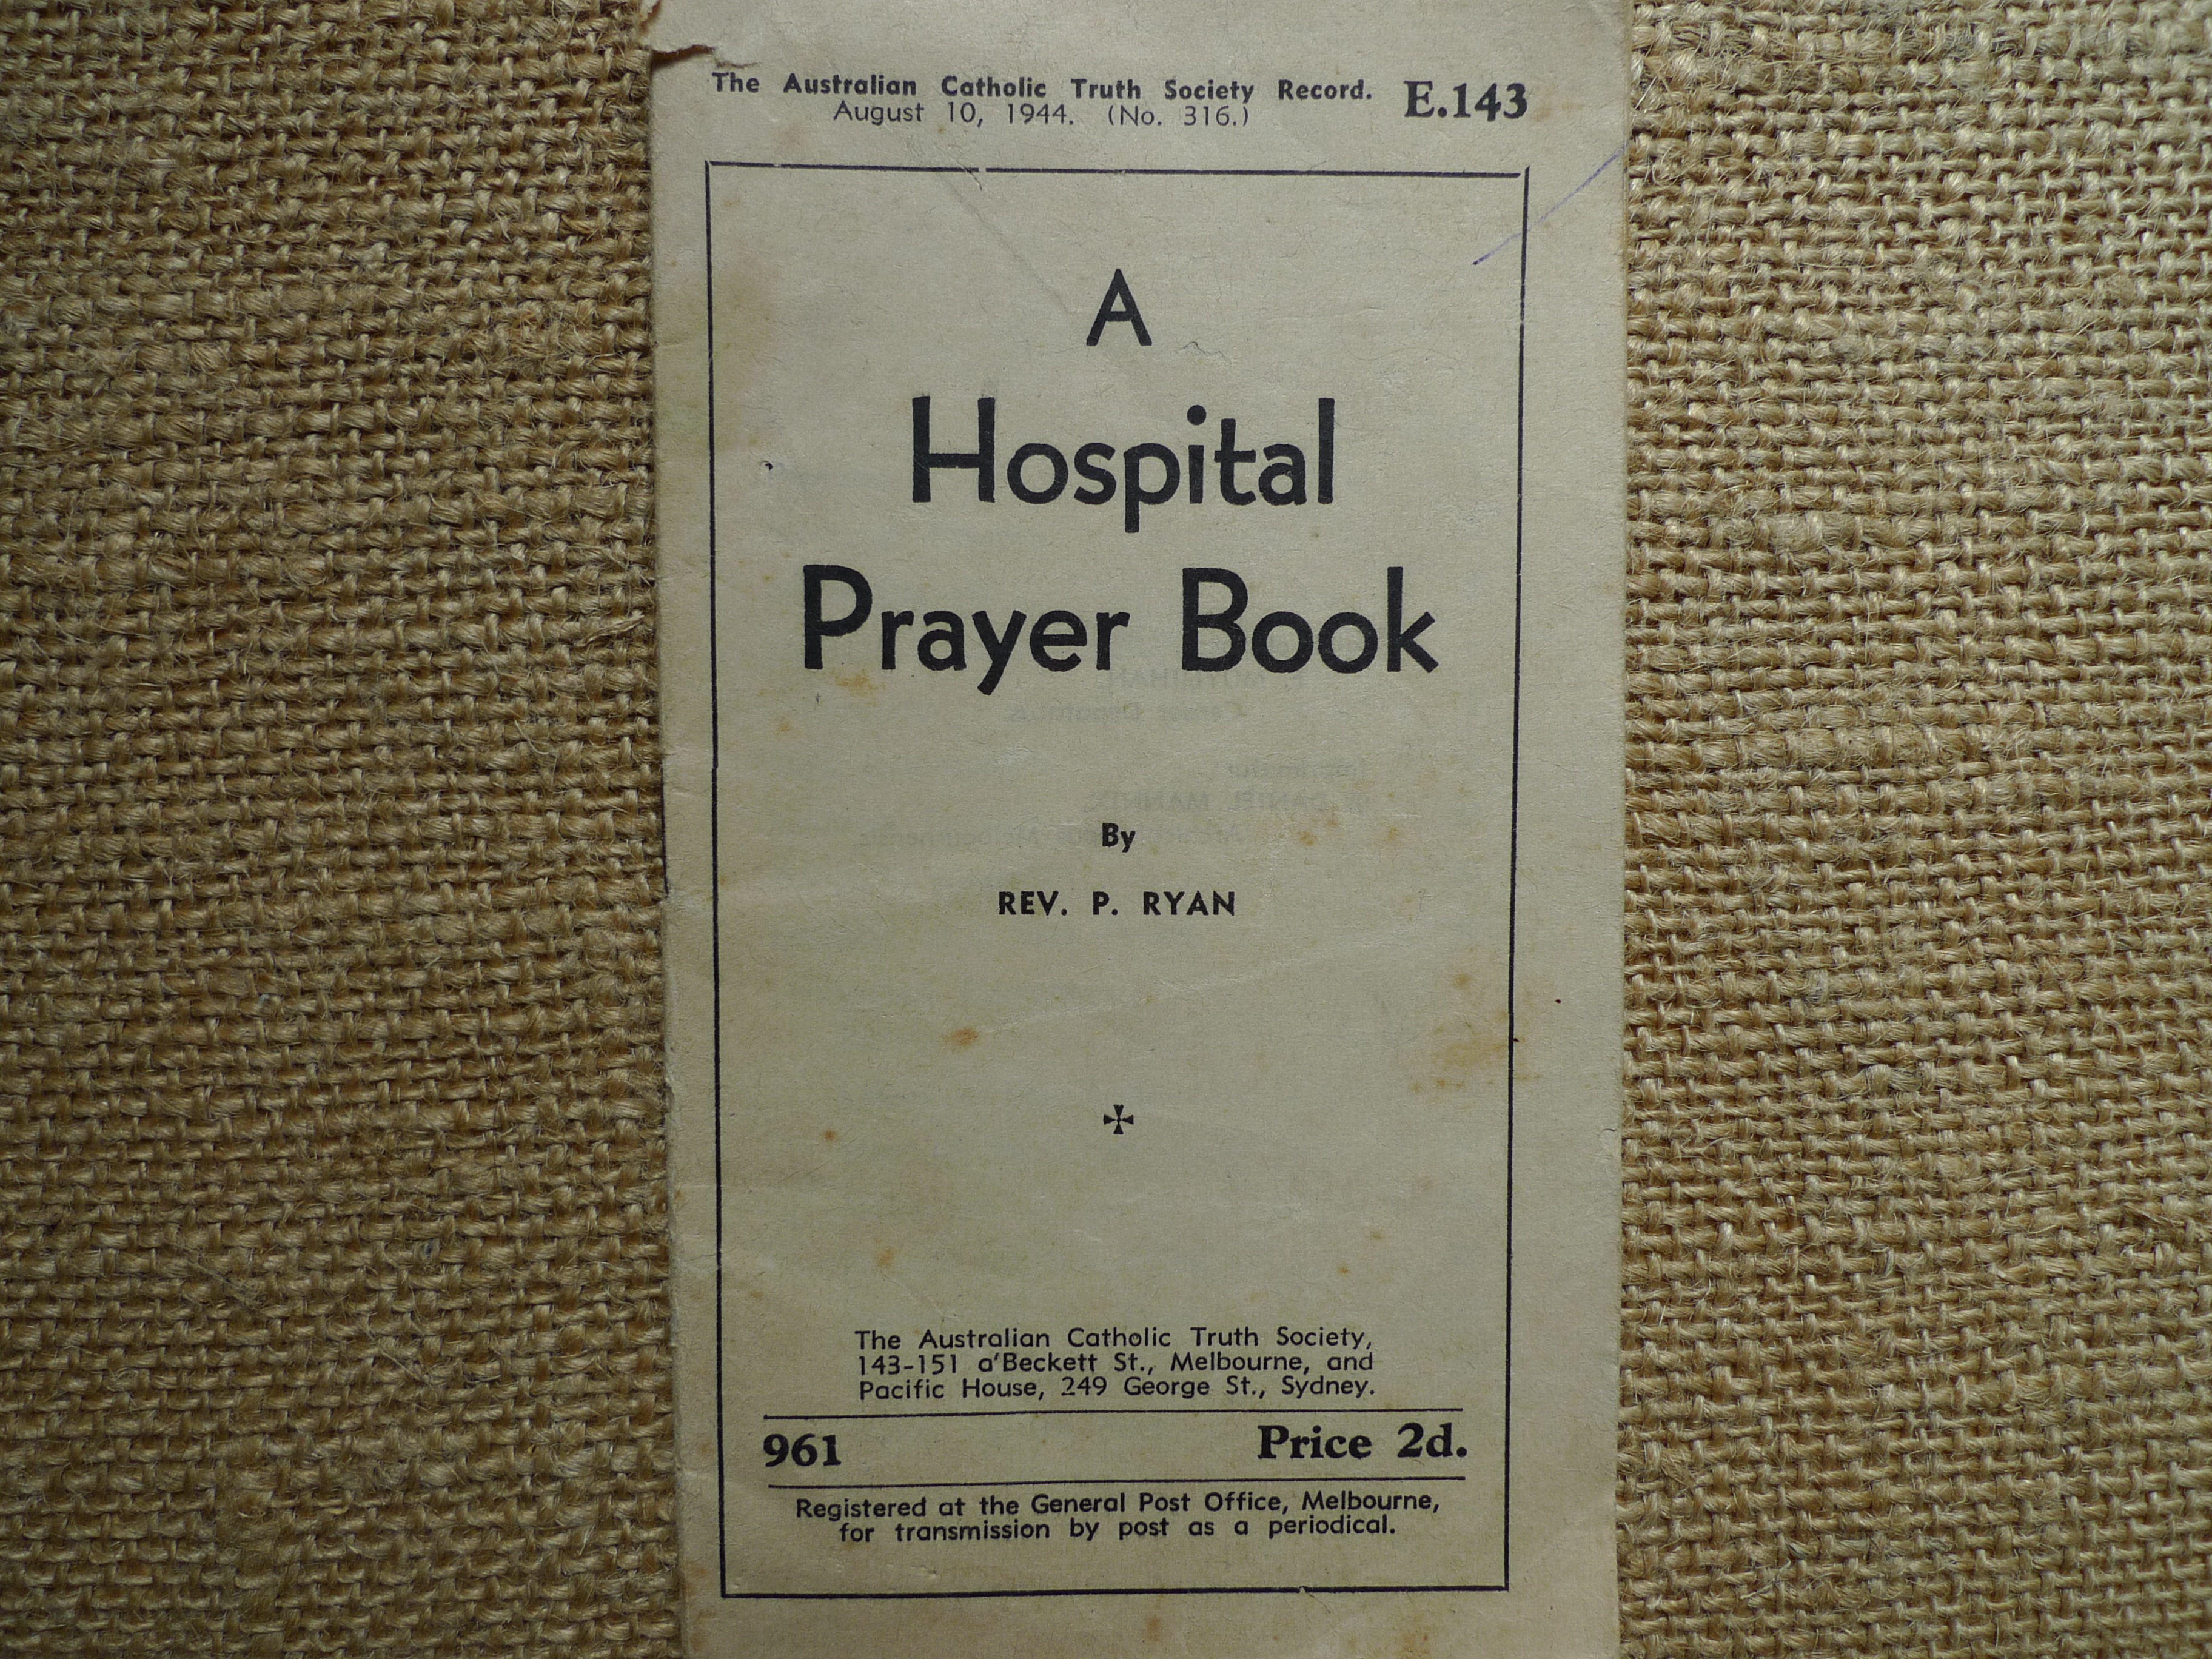 The Australian Catholic Truth Society Record. E.143
August 10, 1944. (No. 316.)
A
Hospital
Prayer Book
By
REV. P. RYAN
The Australian Catholic Truth Society,
143-151 a'Beckett St., Melbourne, and
Pacific House, 249 George St., Sydney.
961 Price 2d.
Registered at the General Post Office, Melbourne,
for transmission by post as a periodical.